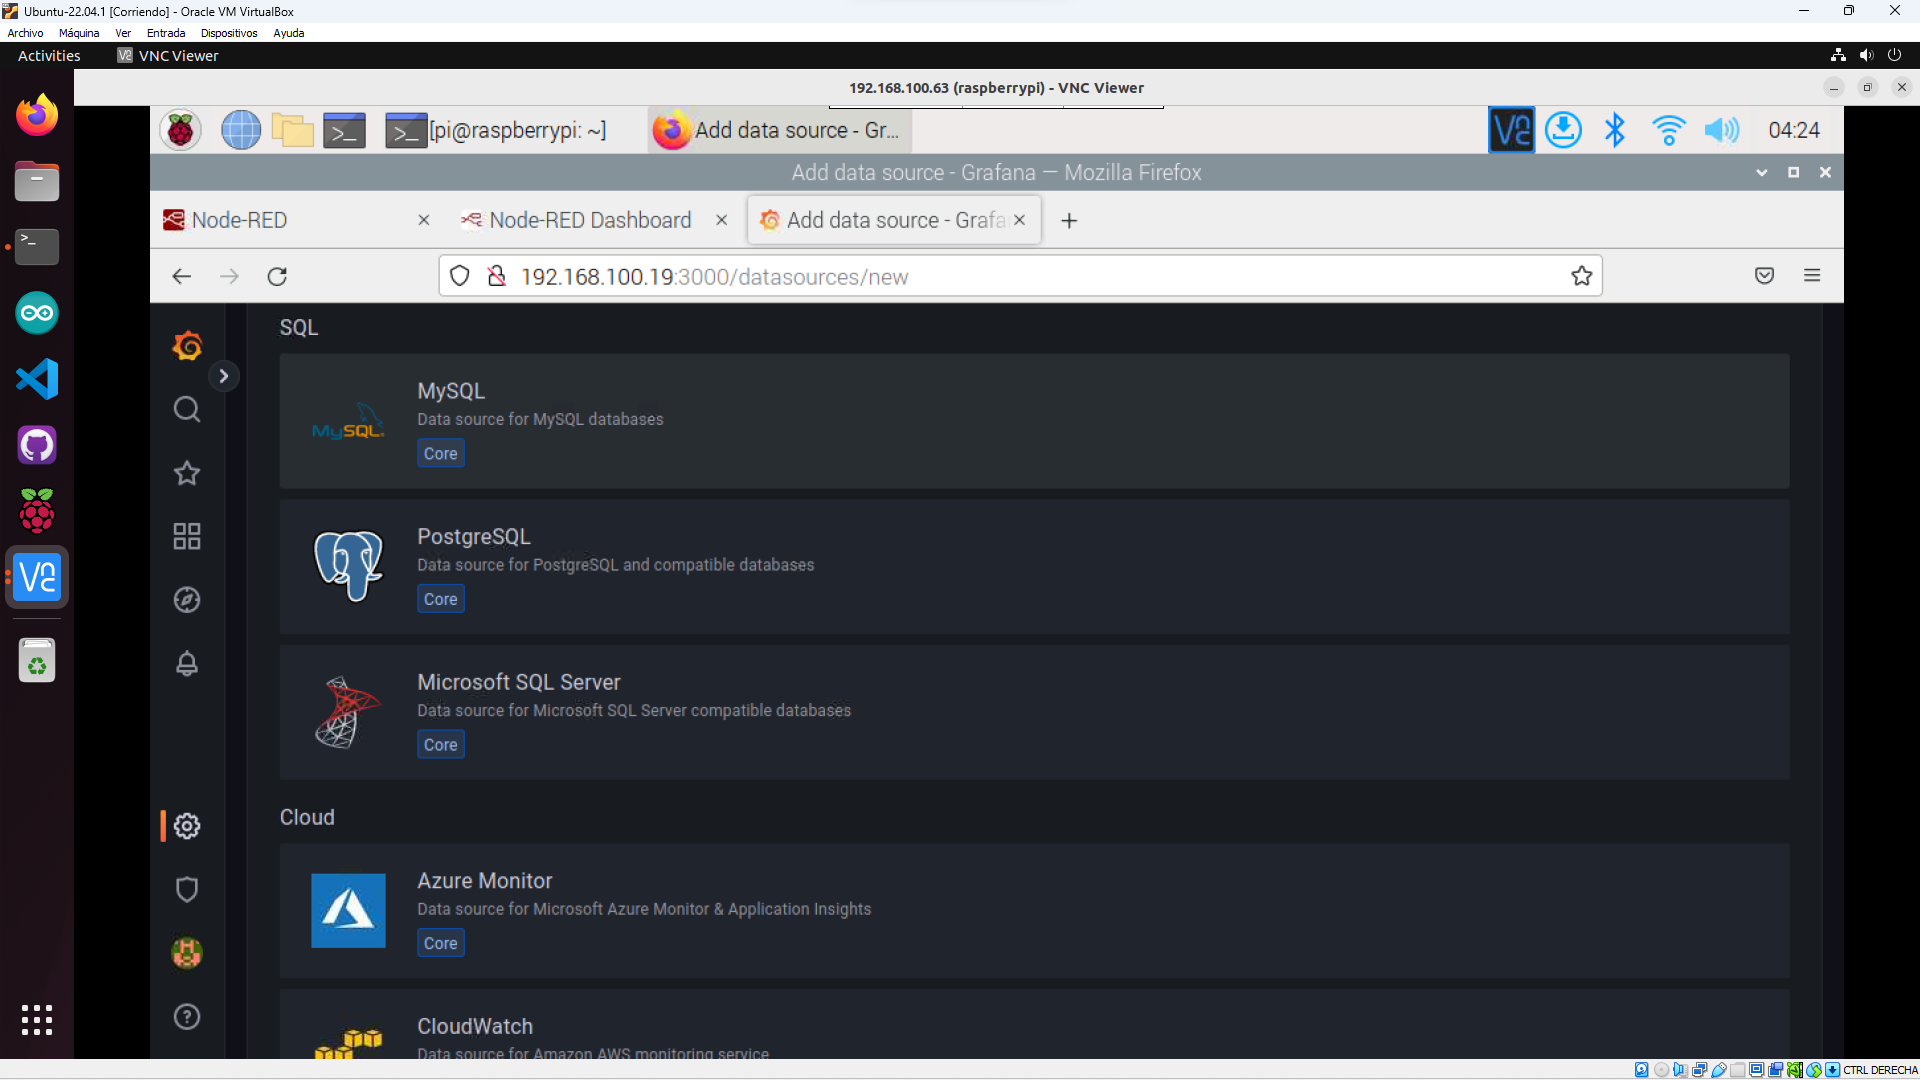 Ubuntu-22.04.1 [Corriendo] - Oracle VM VirtualBox
Archivo Máquina Ver Entrada Dispositivos Ayuda
Activities VNC Viewer
192.168.100.63 (raspberrypi) - VNC Viewer
[pi@raspberrypi: ~] Add data source - Gr... 04:24
Add data source - Grafana — Mozilla Firefox
Node-RED Node-RED Dashboard Add data source - Grafa
192.168.100.19:3000/datasources/new
SQL
MySQL
MySQL
Data source for MySQL databases
Core
PostgreSQL
Data source for PostgreSQL and compatible databases
Core
Microsoft SQL Server
Data source for Microsoft SQL Server compatible databases
Core
Cloud
Azure Monitor
Data source for Microsoft Azure Monitor & Application Insights
Core
CloudWatch
Data source for Amazon AWS monitoring service
CTRL DERECHA